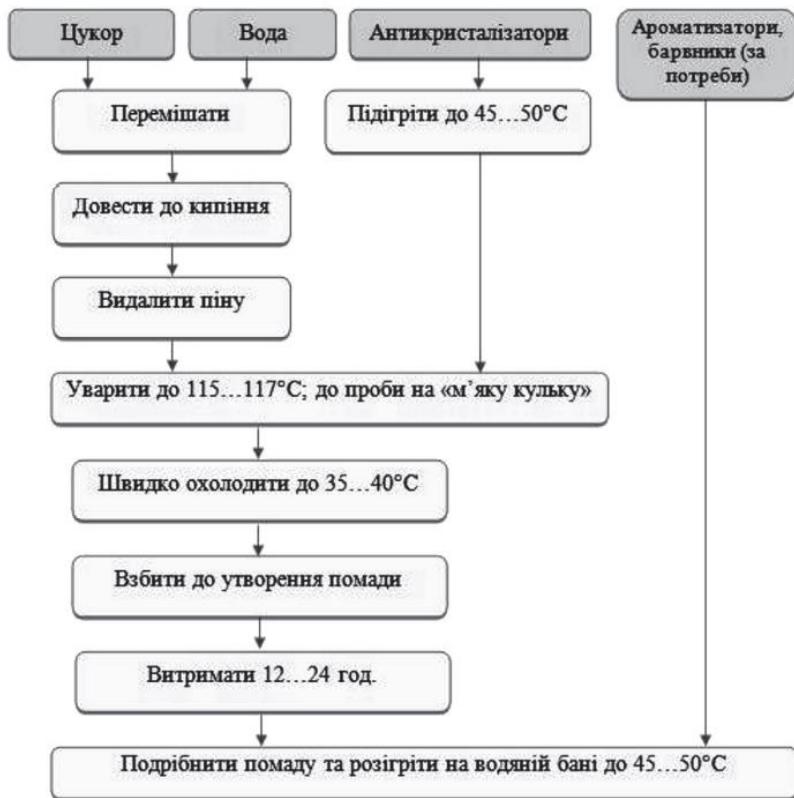 Цукор
Вода
Антикристалізатори
Ароматизатори,
барвники (за
потреби)
Перемішати
Підігріти до 45…50°С
Довести до кипіння
Видалити піну
Уварити до 115…117°С; до проби на «м’яку кульку»
Швидко охолодити до 35…40°С
Взбити до утворення помади
Витримати 12…24 год.
Подрібнити помаду та розігріти на водяній бані до 45…50°С